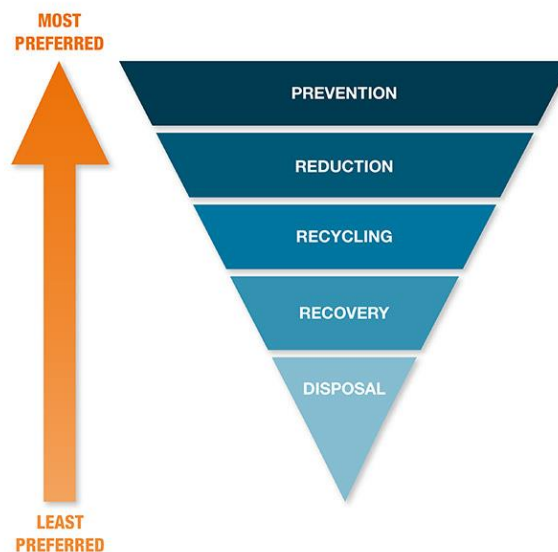 MOST
PREFERRED
PREVENTION
REDUCTION
RECYCLING
RECOVERY
DISPOSAL
LEAST
PREFERRED